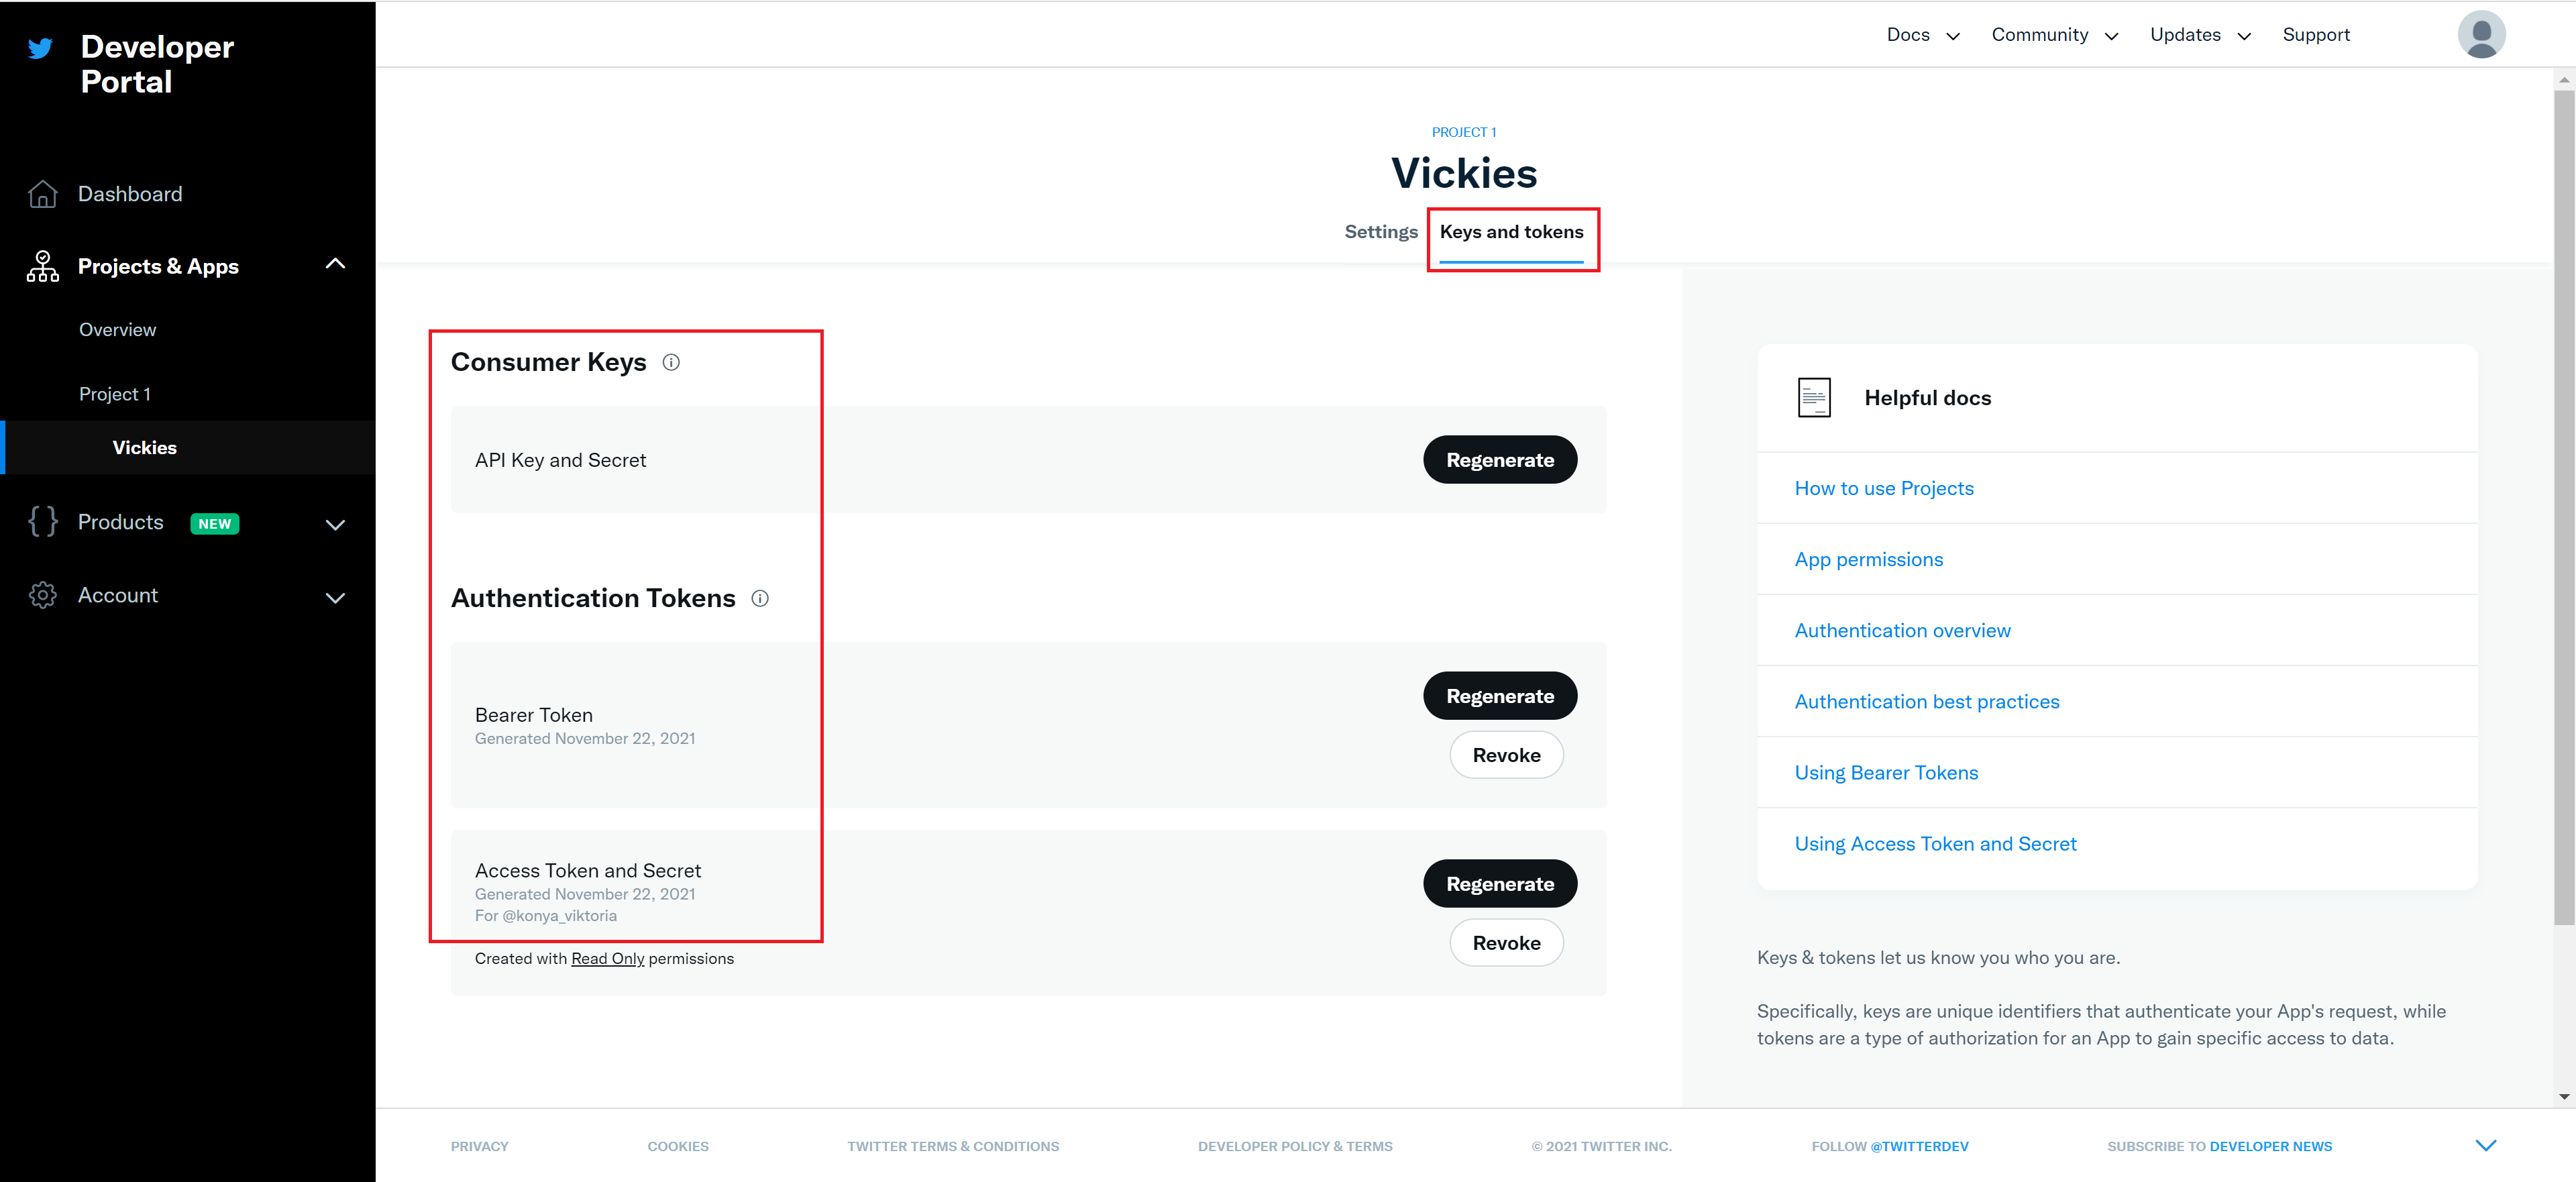 Developer
Portal
Docs
Community
Updates
Support
Dashboard
Projects & Apps
Overview
Project 1
Vickies
Products
NEW
Account
PROJECT 1
Vickies
Settings
Keys and tokens
Consumer Keys
API Key and Secret
Regenerate
Authentication Tokens
Bearer Token
Generated November 22, 2021
Regenerate
Revoke
Access Token and Secret
Generated November 22, 2021
For @konya_viktoria
Created with Read Only permissions
Regenerate
Revoke
Helpful docs
How to use Projects
App permissions
Authentication overview
Authentication best practices
Using Bearer Tokens
Using Access Token and Secret
Keys & tokens let us know you who you are.
Specifically, keys are unique identifiers that authenticate your App's request, while
tokens are a type of authorization for an App to gain specific access to data.
PRIVACY
COOKIES
TWITTER TERMS & CONDITIONS
DEVELOPER POLICY & TERMS
© 2021 TWITTER INC.
FOLLOW @TWITTERDEV
SUBSCRIBE TO DEVELOPER NEWS